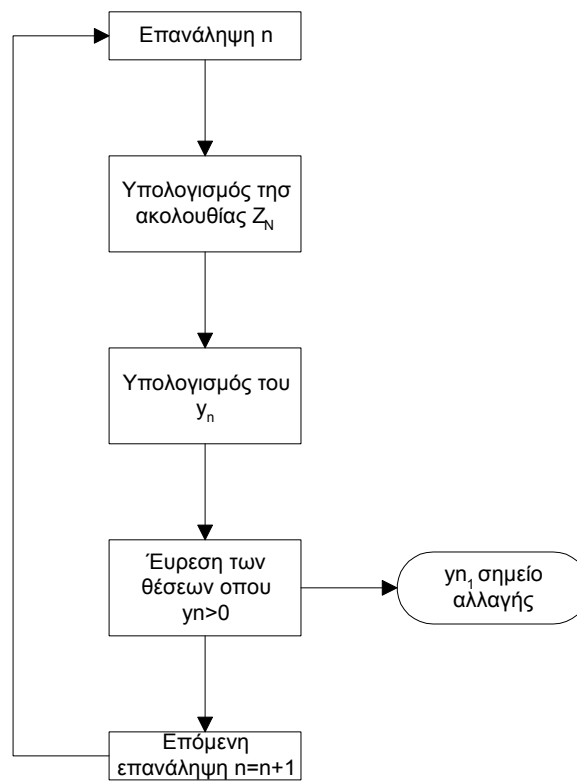 Επανάληψη n
Υπολογισμός τησ
ακολουθίας Z_N
Υπολογισμός του
y_n
Έυρεση των
θέσεων οπου
yn>0
yn_1 σημείο
αλλαγής
Επόμενη
επανάληψη n=n+1